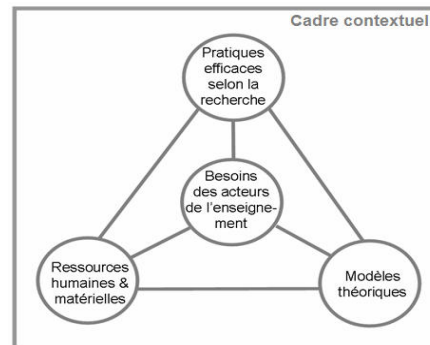 Cadre contextuel
Pratiques
efficaces
selon la
recherche
Besoins
des acteurs
de l'enseigne-
ment
Ressources
humaines &
matérielles
Modèles
théoriques